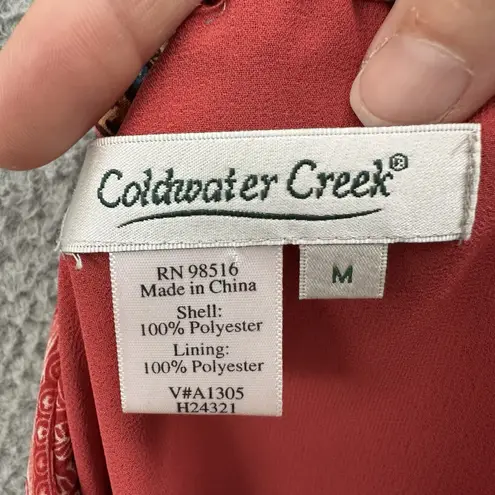 Coldwater Creek®
RN 98516
Made in China
Shell:
100% Polyester
Lining:
100% Polyester
V#A1305
H24321
M